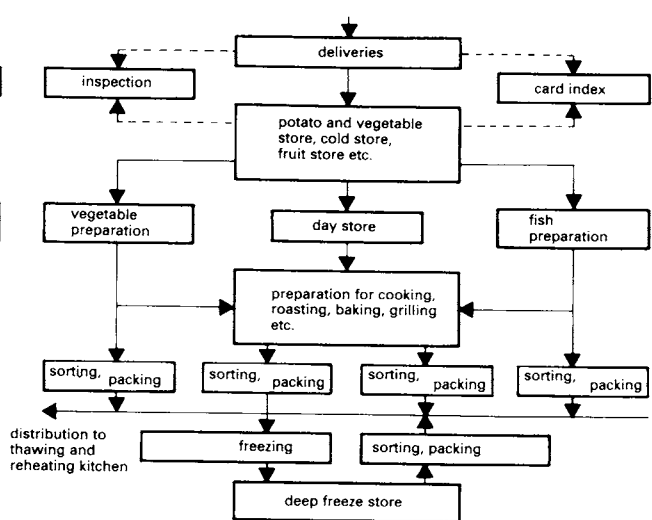 deliveries
inspection
card index
potato and vegetable
store, cold store,
fruit store etc.
vegetable
preparation
day store
fish
preparation
preparation for cooking,
roasting, baking, grilling
etc.
sorting, packing
sorting, packing
sorting, packing
sorting, packing
distribution to
thawing and
reheating kitchen
freezing
sorting, packing
deep freeze store